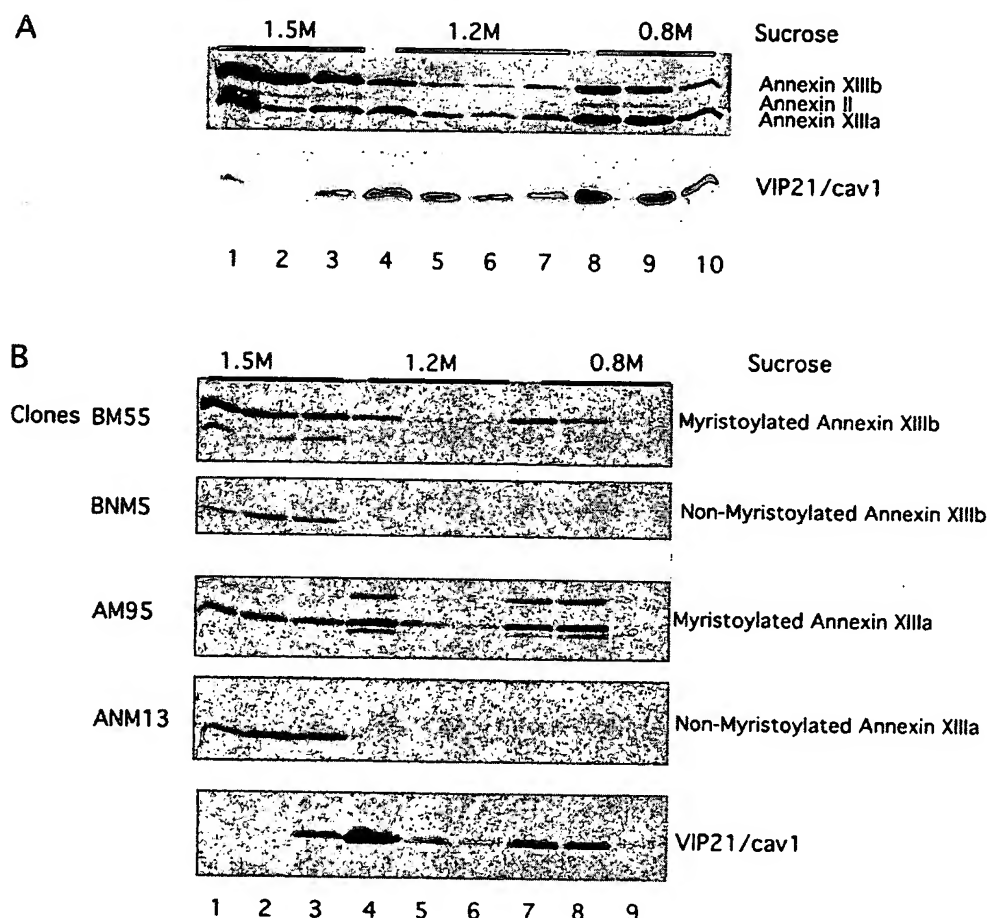 A
1.5M 1.2M 0.8M Sucrose
Annexin XIIIb
Annexin II
Annexin XIIIa
VIP21/cav1
1 2 3 4 5 6 7 8 9 10
B
1.5M 1.2M 0.8M Sucrose
Clones BM55 Myristoylated Annexin XIIIb
BNM5 Non-Myristoylated Annexin XIIIb
AM95 Myristoylated Annexin XIIIa
ANM13 Non-Myristoylated Annexin XIIIa
VIP21/cav1
1 2 3 4 5 6 7 8 9